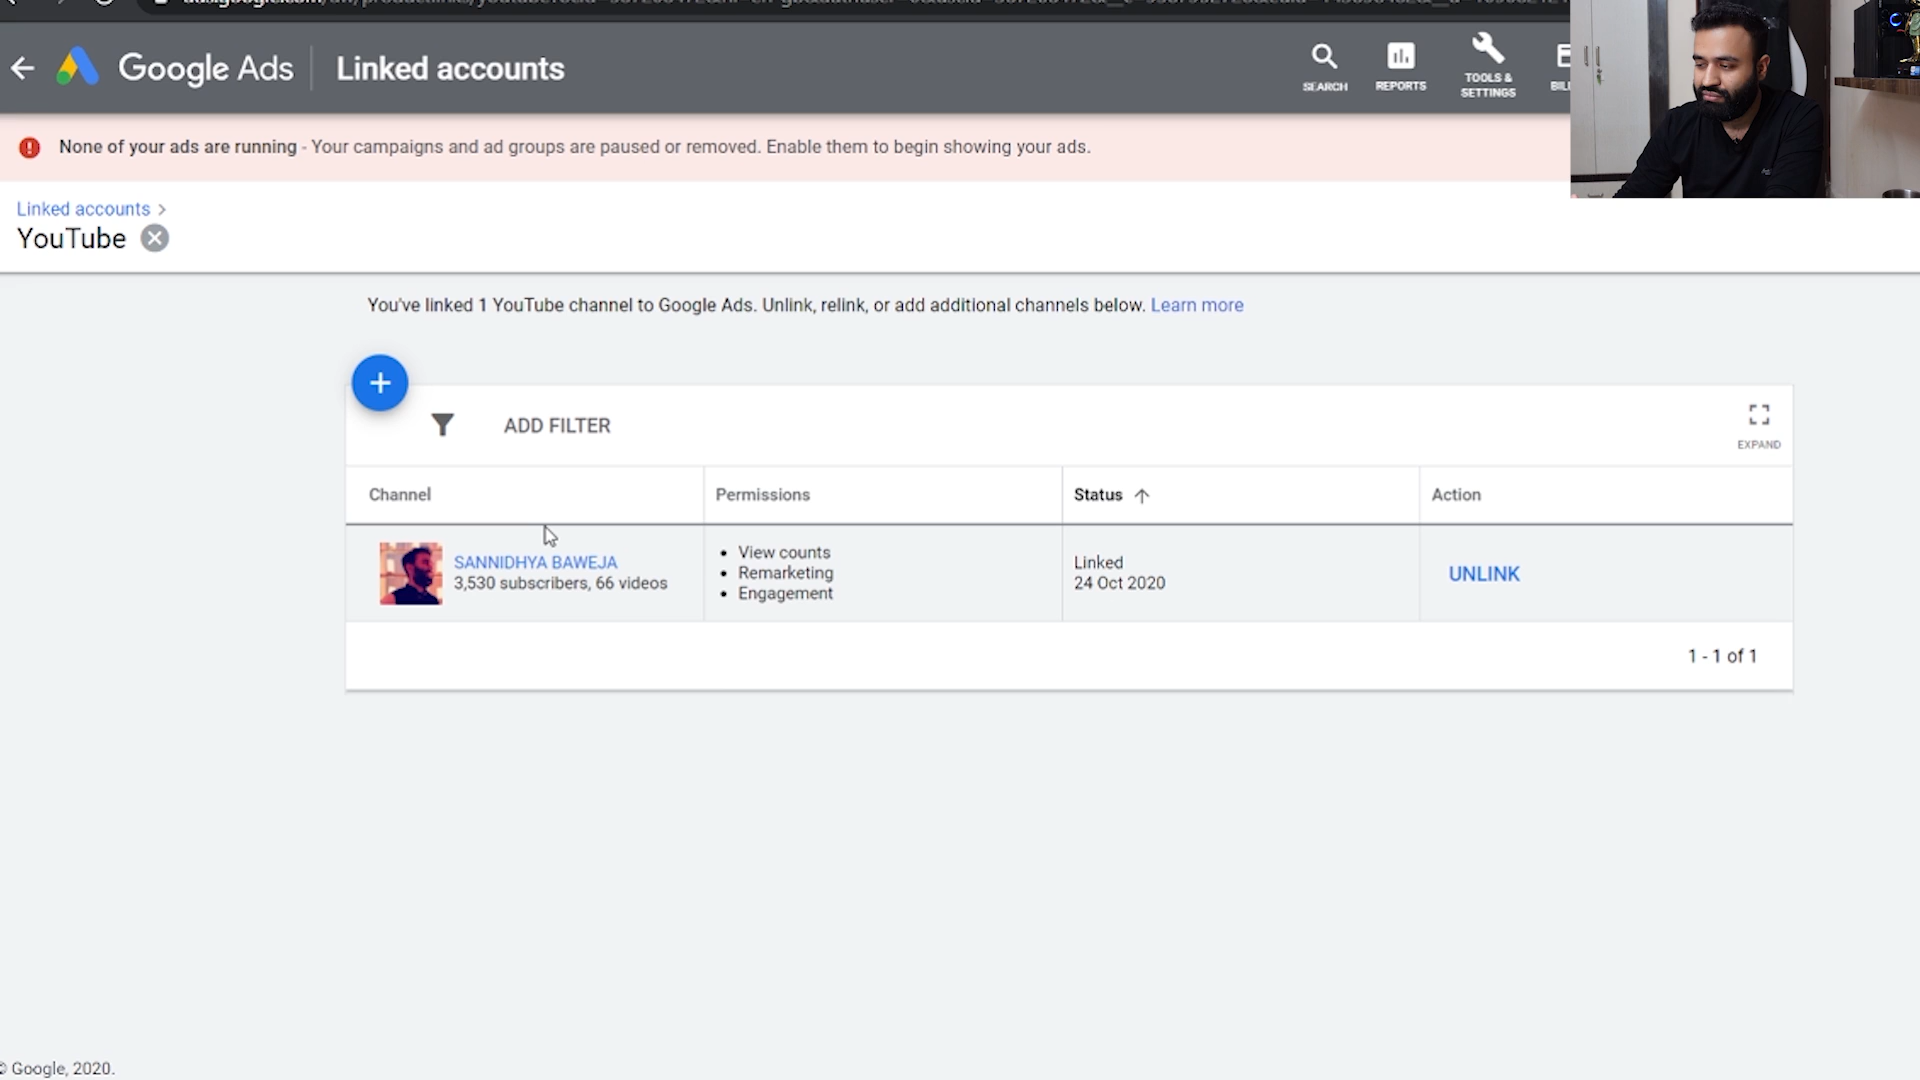 Google Ads
Linked accounts
SEARCH
REPORTS
TOOLS &
SETTINGS
None of your ads are running - Your campaigns and ad groups are paused or removed. Enable them to begin showing your ads.
Linked accounts >
YouTube
You've linked 1 YouTube channel to Google Ads. Unlink, relink, or add additional channels below. Learn more
ADD FILTER
EXPAND
Channel
Permissions
Status
Action
SANNIDHYA BAWEJA
3,530 subscribers, 66 videos
• View counts
• Remarketing
• Engagement
Linked
24 Oct 2020
UNLINK
1 - 1 of 1
© Google, 2020.